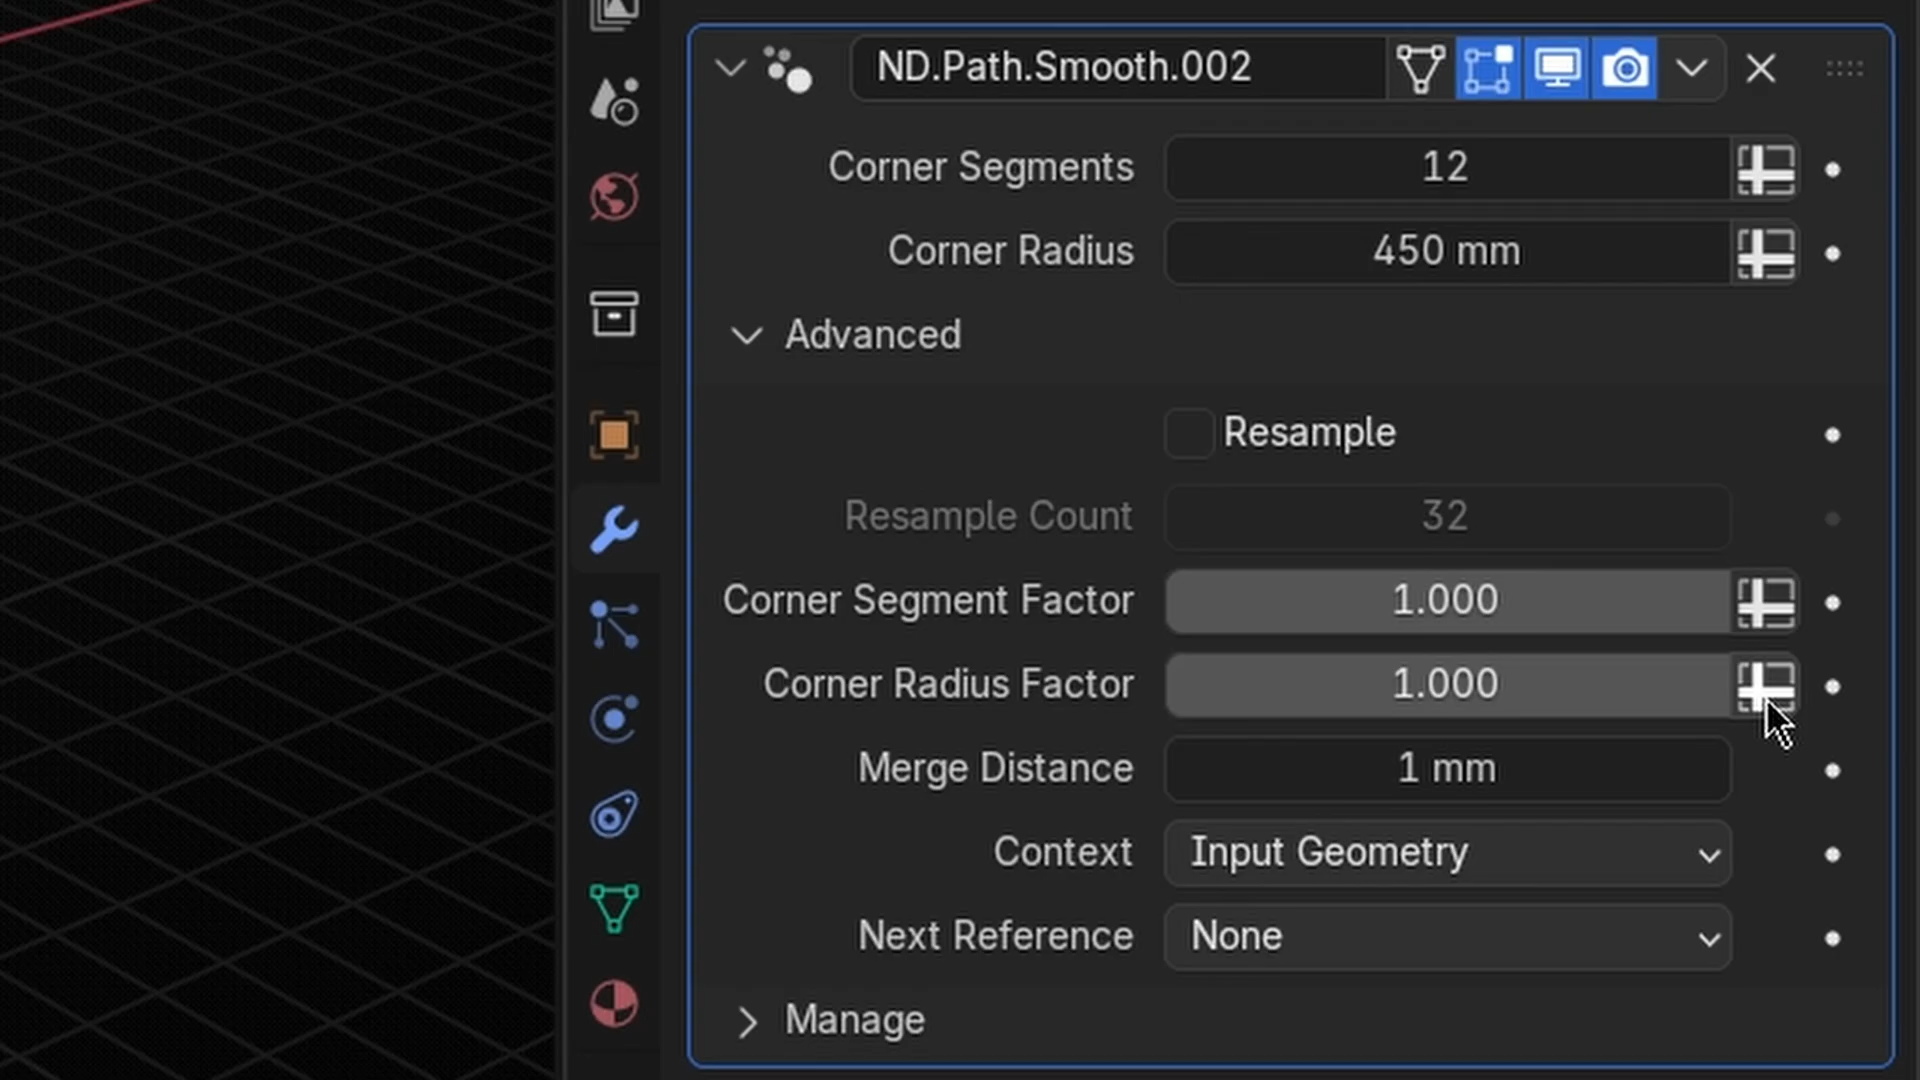 ND.Path.Smooth.002
Corner Segments 12
Corner Radius 450 mm
Advanced
Resample
Resample Count 32
Corner Segment Factor 1.000
Corner Radius Factor 1.000
Merge Distance 1 mm
Context Input Geometry
Next Reference None
Manage